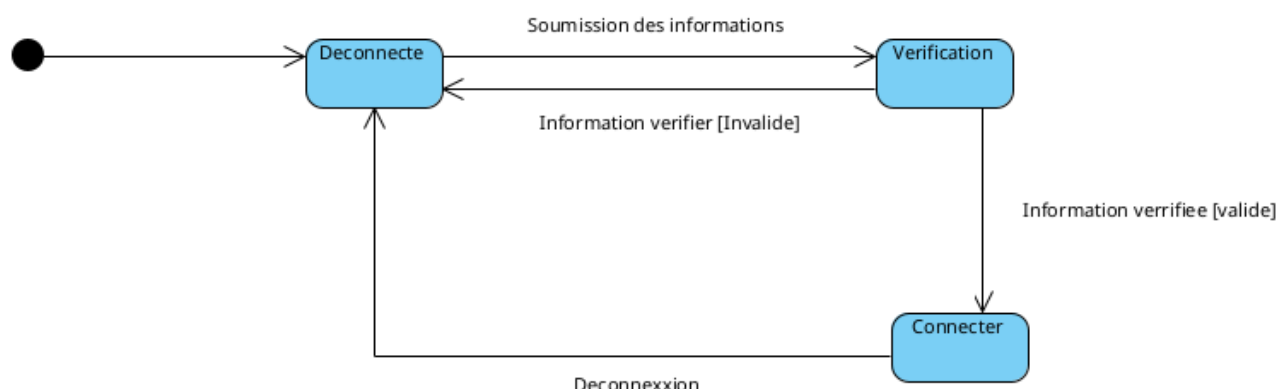 Soumission des informations
Deconnecte
Verification
Information verifier [Invalide]
Information verrifiee [valide]
Connecter
Deconnexxion